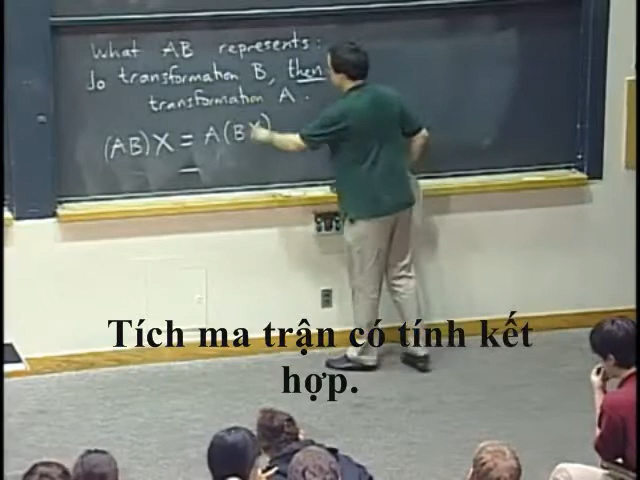 What AB represents:
do transformation B, then
transformation A.
(AB)X = A(BX)
Tích ma trận có tính kết
hợp.